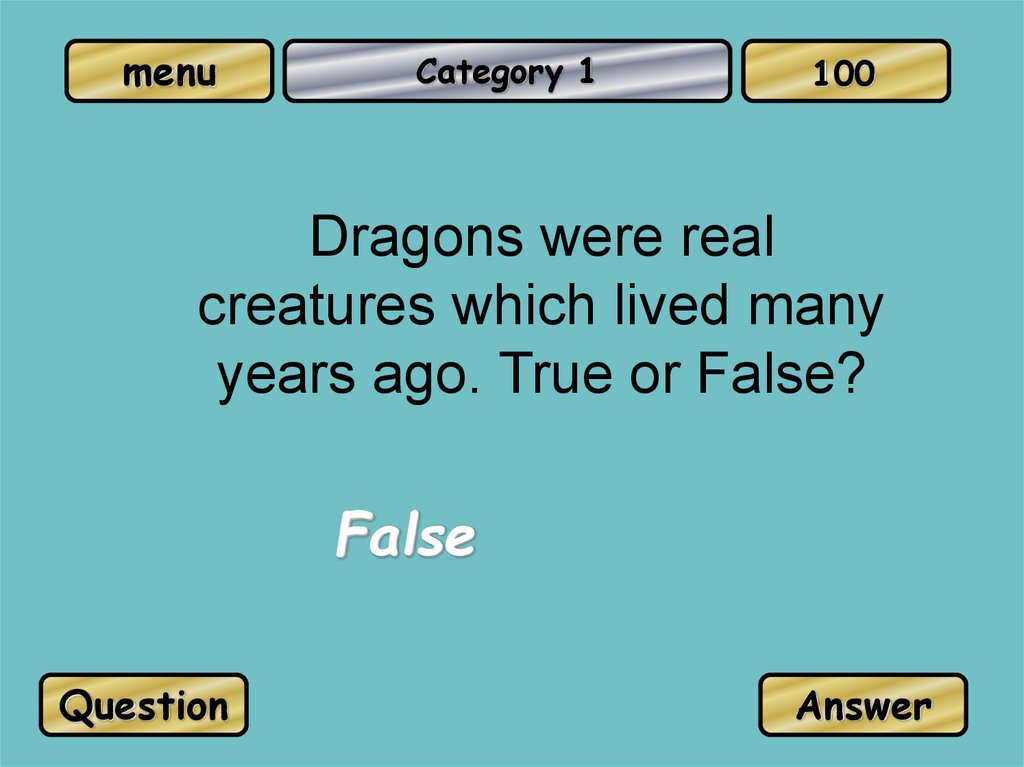 menu
Category 1
100
Dragons were real
creatures which lived many
years ago. True or False?
False
Question
Answer